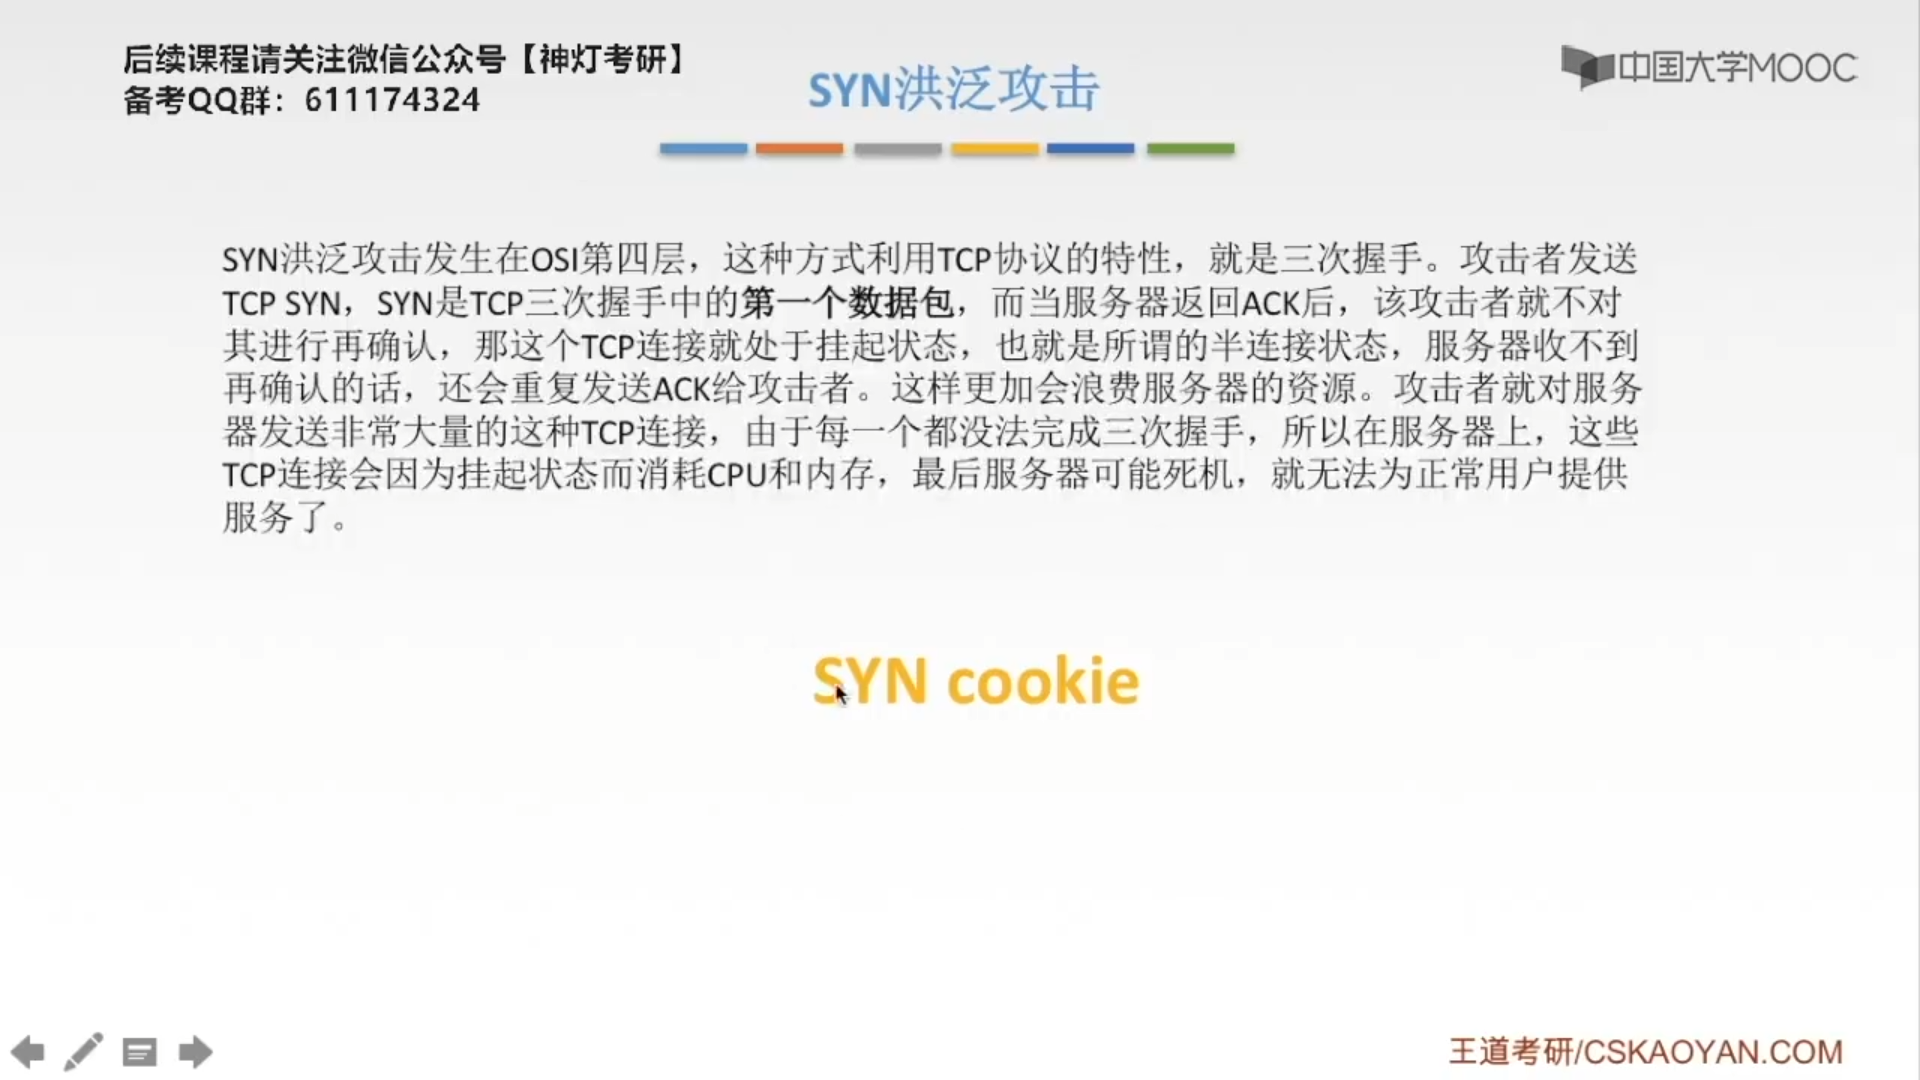 后续课程请关注微信公众号【神灯考研】
备考QQ群：611174324
中国大学MOOC
SYN洪泛攻击
SYN洪泛攻击发生在OSI第四层，这种方式利用TCP协议的特性，就是三次握手。攻击者发送
TCP SYN，SYN是TCP三次握手中的第一个数据包，而当服务器返回ACK后，该攻击者就不对
其进行再确认，那这个TCP连接就处于挂起状态，也就是所谓的半连接状态，服务器收不到
再确认的话，还会重复发送ACK给攻击者。这样更加会浪费服务器的资源。攻击者就对服务
器发送非常大量的这种TCP连接，由于每一个都没法完成三次握手，所以在服务器上，这些
TCP连接会因为挂起状态而消耗CPU和内存，最后服务器可能死机，就无法为正常用户提供
服务了。
SYN cookie
王道考研/CSKAOYAN.COM